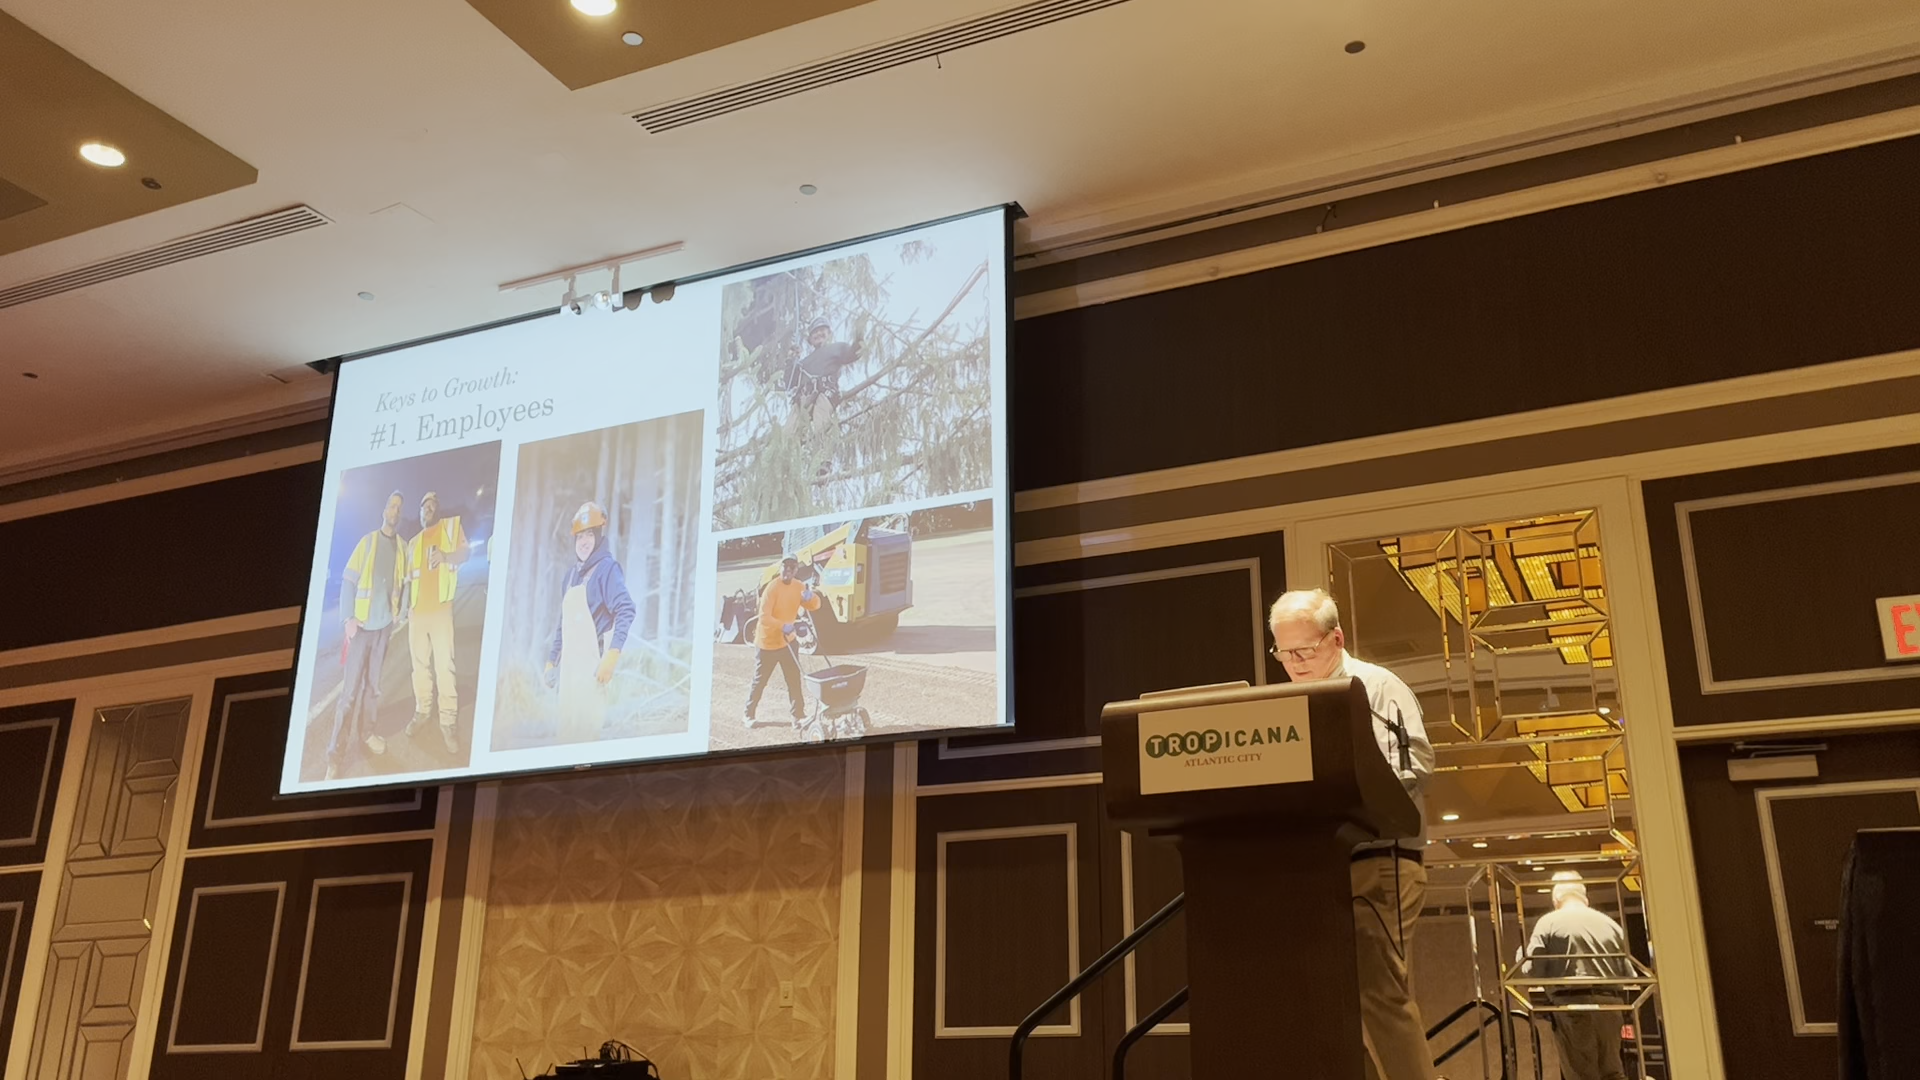 Keys to Growth:
#1. Employees
TROPICANA
ATLANTIC CITY